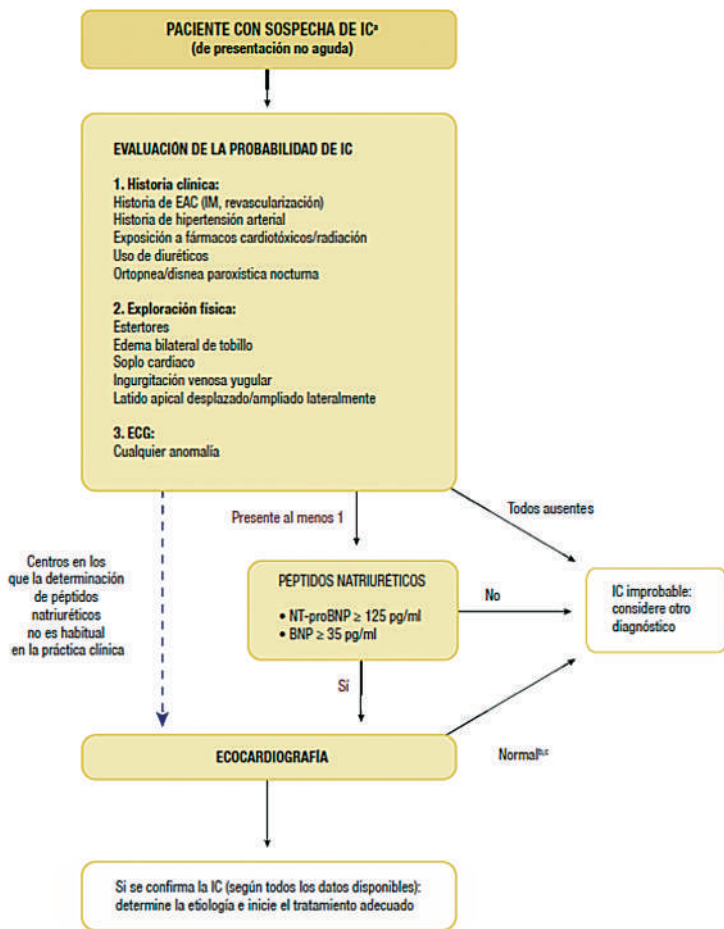 PACIENTE CON SOSPECHA DE ICª
(de presentación no aguda)
EVALUACIÓN DE LA PROBABILIDAD DE IC
1. Historia clínica:
Historia de EAC (IM, revascularización)
Historia de hipertensión arterial
Exposición a fármacos cardiotóxicos/radiación
Uso de diuréticos
Ortopnea/disnea paroxística nocturna
2. Exploración física:
Estertores
Edema bilateral de tobillo
Soplo cardiaco
Ingurgitación venosa yugular
Latido apical desplazado/ampliado lateralmente
3. ECG:
Cualquier anomalía
Presente al menos 1
Todos ausentes
Centros en los
que la determinación
de péptidos
natriuréticos
no es habitual
en la práctica clínica
PÉPTIDOS NATRIURÉTICOS
• NT-proBNP ≥ 125 pg/ml
• BNP ≥ 35 pg/ml
No
IC improbable:
considere otro
diagnóstico
Sí
ECOCARDIOGRAFÍA
Normalᵇ,ᶜ
Si se confirma la IC (según todos los datos disponibles):
determine la etiología e inicie el tratamiento adecuado